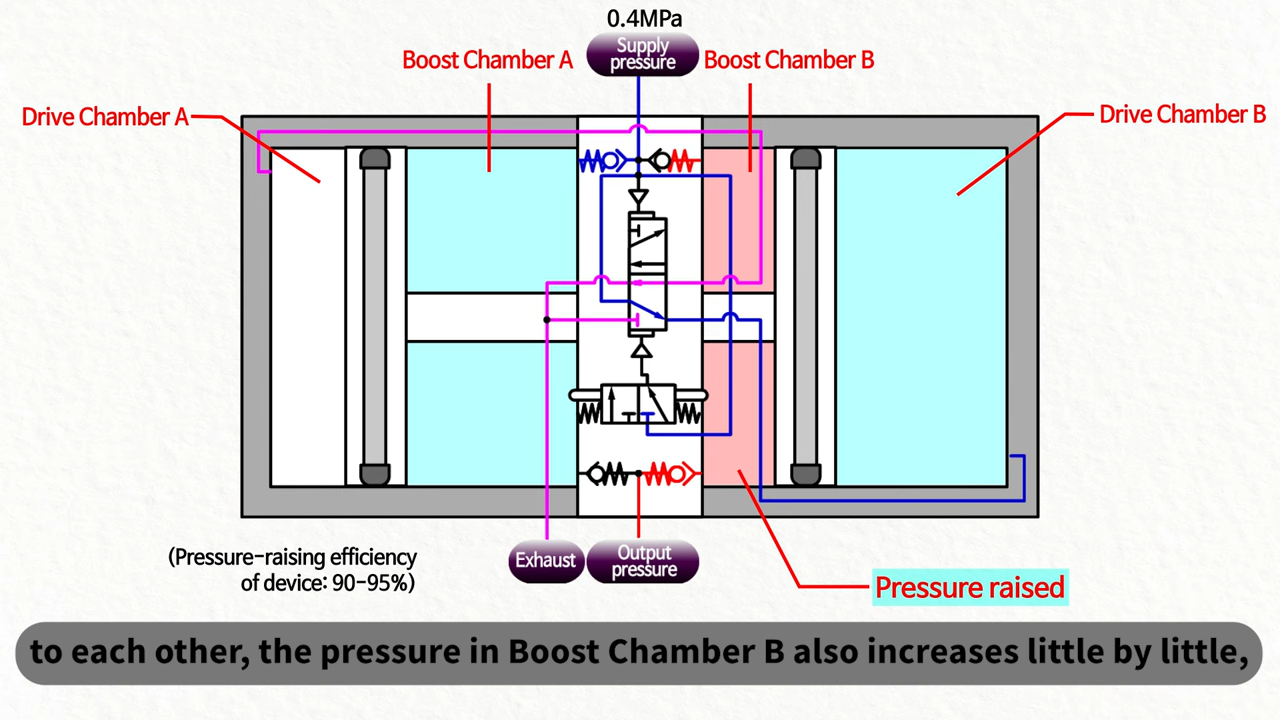 0.4MPa
Supply
pressure
Boost Chamber A
Boost Chamber B
Drive Chamber A
Drive Chamber B
(Pressure-raising efficiency
of device: 90-95%)
Exhaust
Output
pressure
Pressure raised
to each other, the pressure in Boost Chamber B also increases little by little,